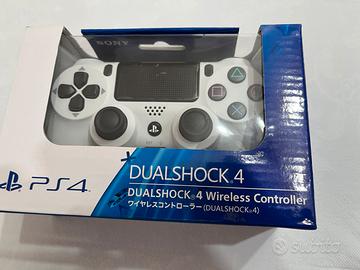 SONY
PS4
DUALSHOCK 4
DUALSHOCK 4 Wireless Controller
ワイヤレスコントローラー (DUALSHOCK 4)
subito